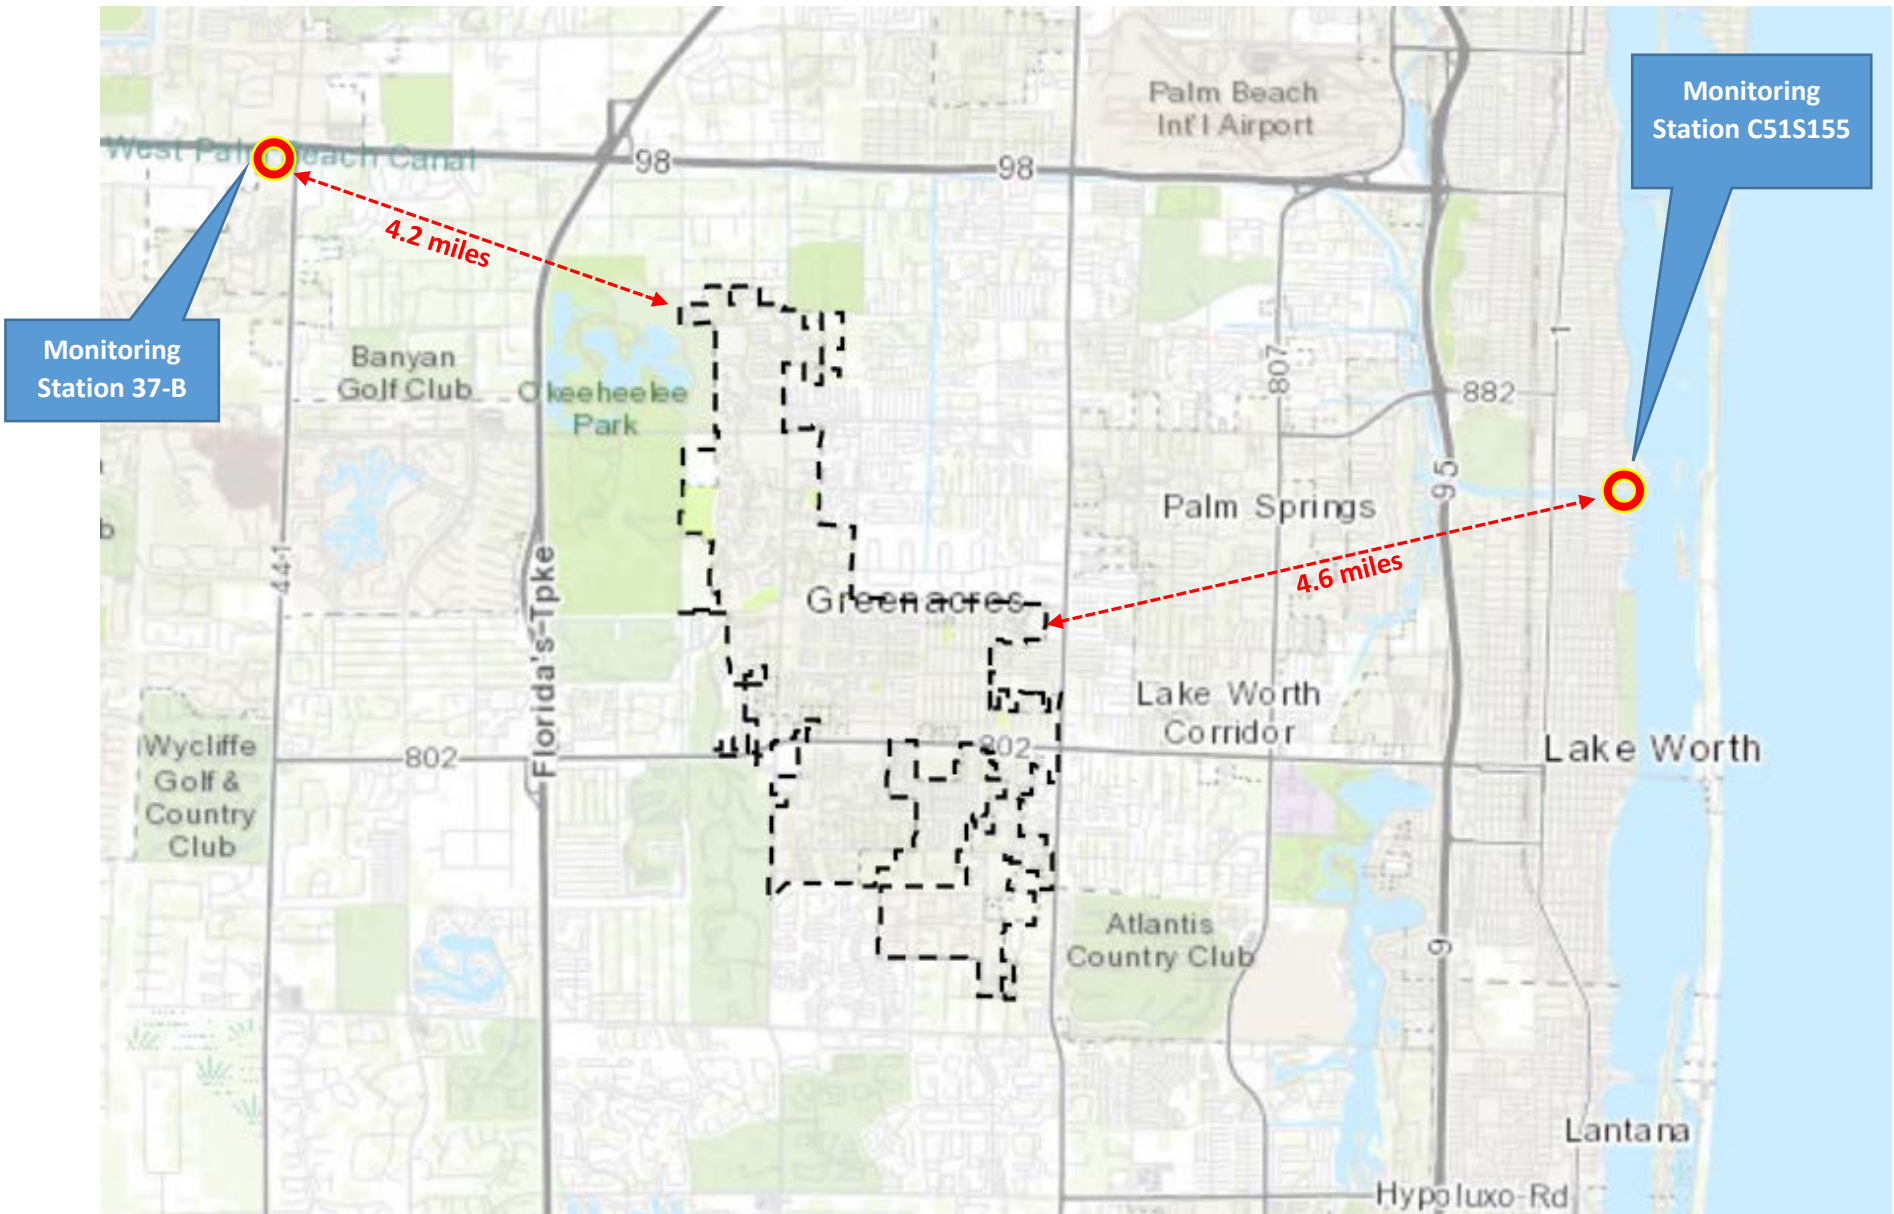 Monitoring
Station C51S155
Palm Beach
Int'l Airport
West Palm Beach Canal
98
98
4.2 miles
Monitoring
Station 37-B
Banyan
Golf Club
Okeeheelee
Park
1
807
882
441
95
Palm Springs
4.6 miles
Florida's-Tpke
Greenacres
Lake Worth
Corridor
Lake Worth
802
802
Wycliffe
Golf &
Country
Club
Atlantis
Country Club
9
Lantana
Hypoluxo-Rd